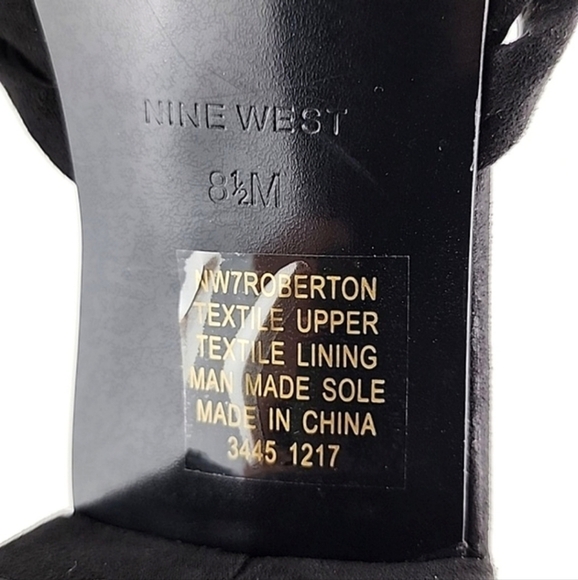 NINE WEST
8½M
NW7ROBERTON
TEXTILE UPPER
TEXTILE LINING
MAN MADE SOLE
MADE IN CHINA
3445 1217